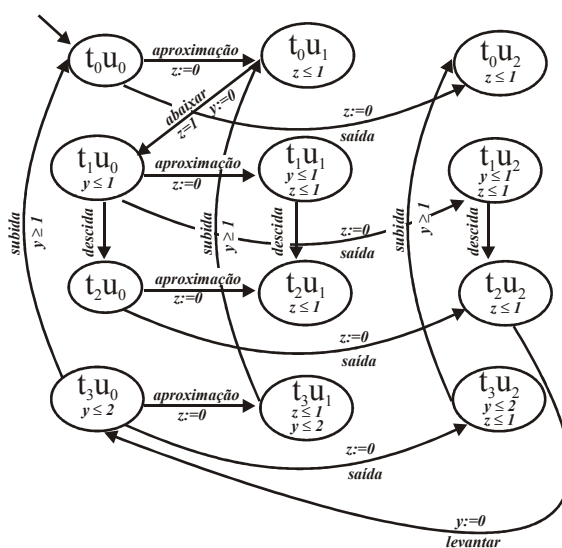 aproximação
t₀u₀
z:=0
t₀u₁
z ≤ 1
t₀u₂
z ≤ 1
abaixar
z=1 y:=0
z:=0
saída
t₁u₀
y ≤ 1
aproximação
z:=0
t₁u₁
y ≤ 1
z ≤ 1
t₁u₂
y ≤ 1
z ≤ 1
subida
y ≥ 1
descida
subida
y ≥ 1
descida
z:=0
saída
subida
y ≥ 1
descida
t₂u₀
aproximação
z:=0
t₂u₁
z ≤ 1
t₂u₂
z ≤ 1
z:=0
saída
t₃u₀
y ≤ 2
aproximação
z:=0
t₃u₁
z ≤ 1
y ≤ 2
t₃u₂
y ≤ 2
z ≤ 1
z:=0
saída
y:=0
levantar